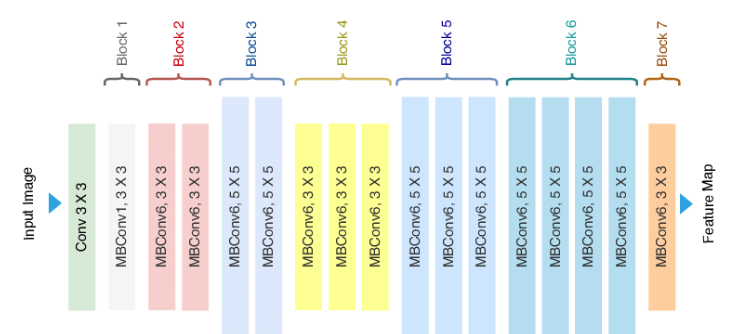 Block 1
Block 2
Block 3
Block 4
Block 5
Block 6
Block 7
Input Image
Conv 3 X 3
MBConv1, 3 X 3
MBConv6, 3 X 3
MBConv6, 3 X 3
MBConv6, 5 X 5
MBConv6, 5 X 5
MBConv6, 3 X 3
MBConv6, 3 X 3
MBConv6, 3 X 3
MBConv6, 5 X 5
MBConv6, 5 X 5
MBConv6, 5 X 5
MBConv6, 5 X 5
MBConv6, 5 X 5
MBConv6, 5 X 5
MBConv6, 5 X 5
MBConv6, 3 X 3
Feature Map